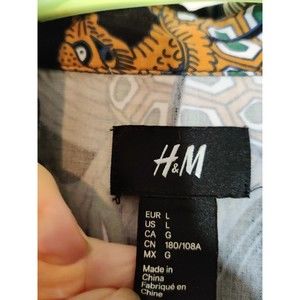 H&M
EUR L
US L
CA G
CN 180/108A
MX G
Made in
China
Fabriqué en
Chine